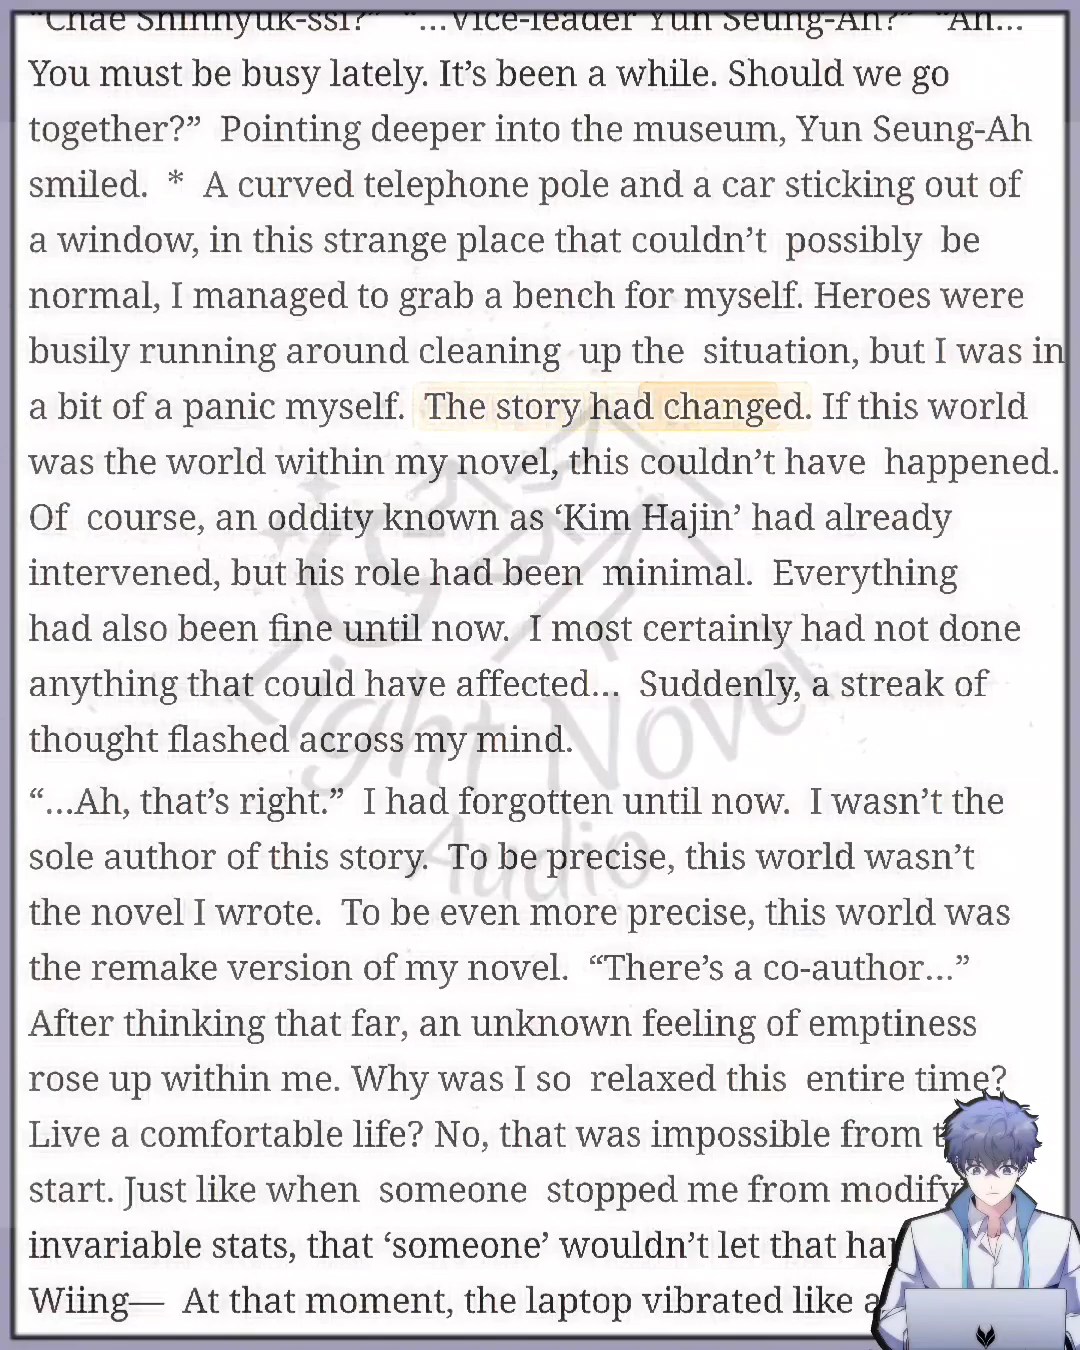 "Chae Shinhyuk-ssi?" "…Vice-leader Yun Seung-Ah?" "Ah…
You must be busy lately. It’s been a while. Should we go
together?” Pointing deeper into the museum, Yun Seung-Ah
smiled. * A curved telephone pole and a car sticking out of
a window, in this strange place that couldn’t possibly be
normal, I managed to grab a bench for myself. Heroes were
busily running around cleaning up the situation, but I was in
a bit of a panic myself. The story had changed. If this world
was the world within my novel, this couldn’t have happened.
Of course, an oddity known as ‘Kim Hajin’ had already
intervened, but his role had been minimal. Everything
had also been fine until now. I most certainly had not done
anything that could have affected… Suddenly, a streak of
thought flashed across my mind.
“…Ah, that’s right.” I had forgotten until now. I wasn’t the
sole author of this story. To be precise, this world wasn’t
the novel I wrote. To be even more precise, this world was
the remake version of my novel. “There’s a co-author…”
After thinking that far, an unknown feeling of emptiness
rose up within me. Why was I so relaxed this entire time?
Live a comfortable life? No, that was impossible from
start. Just like when someone stopped me from modify
invariable stats, that ‘someone’ wouldn’t let that
Wiing— At that moment, the laptop vibrated like
Light Novel
Audio